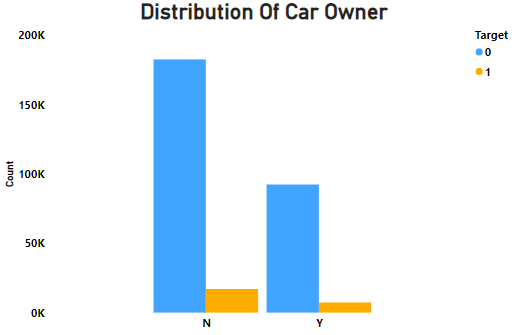 Distribution Of Car Owner
Target
0
1
200K
150K
100K
50K
0K
Count
N
Y